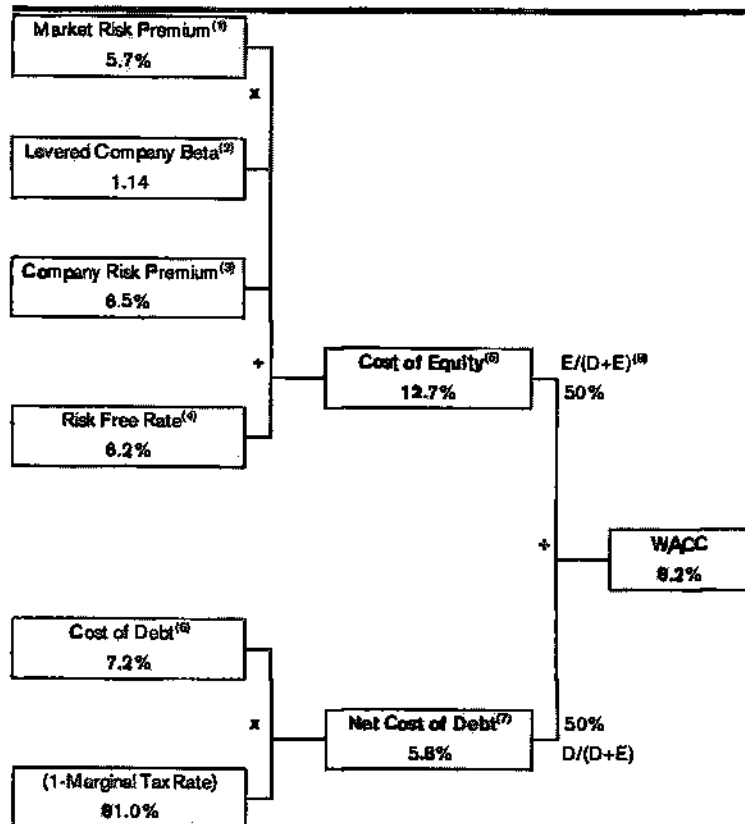 Market Risk Premium(1)
5.7%
x
Levered Company Beta(2)
1.14
Company Risk Premium(3)
6.5%
+
Risk Free Rate(4)
6.2%
Cost of Equity(5)
12.7%
E/(D+E)(8)
50%
+
WACC
9.2%
Cost of Debt(6)
7.2%
x
(1-Marginal Tax Rate)
81.0%
Net Cost of Debt(7)
5.8%
50%
D/(D+E)